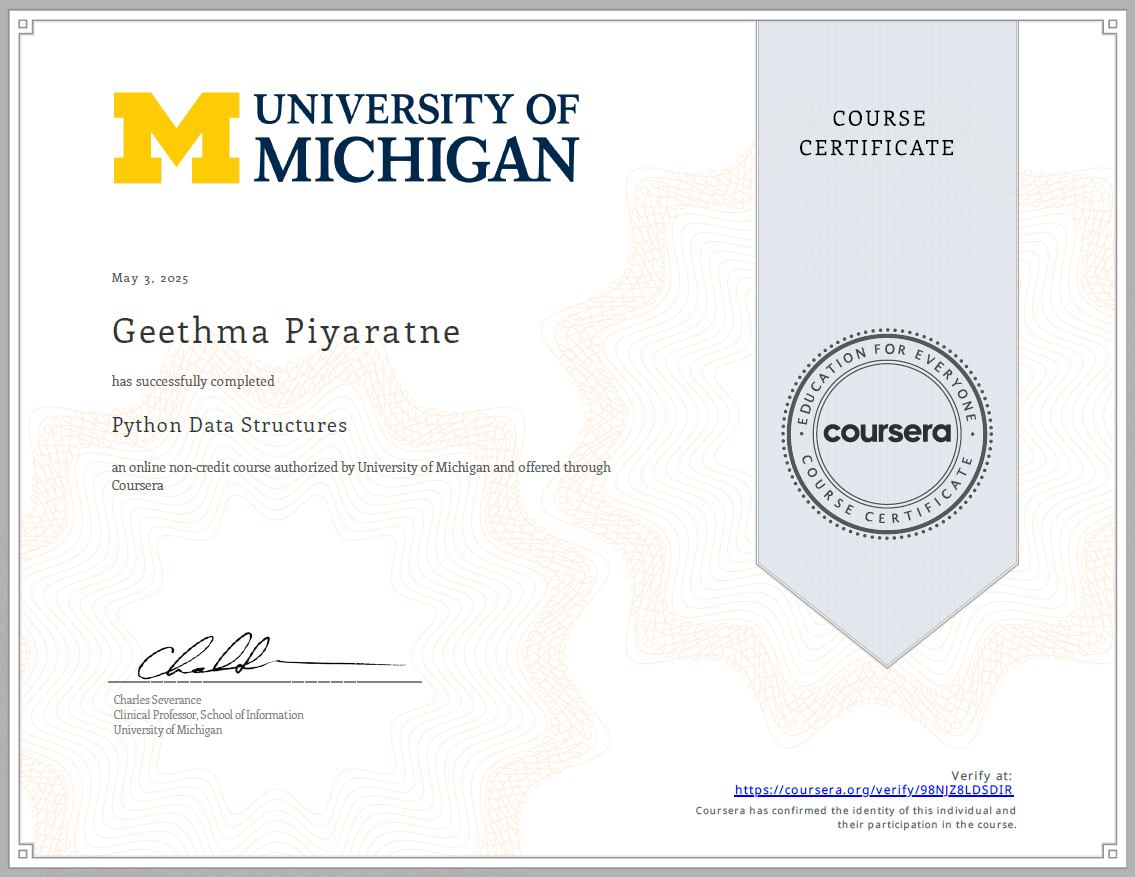 UNIVERSITY OF
MICHIGAN
COURSE
CERTIFICATE
May 3, 2025
Geethma Piyaratne
has successfully completed
Python Data Structures
an online non-credit course authorized by University of Michigan and offered through
Coursera
EDUCATION FOR EVERYONE
coursera
COURSE CERTIFICATE
Charles Severance
Clinical Professor, School of Information
University of Michigan
Verify at:
https://coursera.org/verify/98NJZ8LDSDIR
Coursera has confirmed the identity of this individual and
their participation in the course.